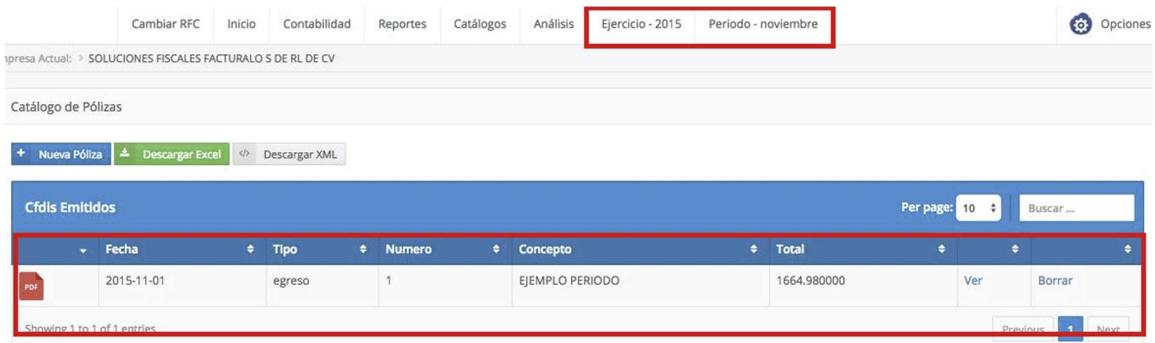 Cambiar RFC Inicio Contabilidad Reportes Catálogos Análisis Ejercicio - 2015 Periodo - noviembre Opciones
presa Actual: SOLUCIONES FISCALES FACTURALO S DE RL DE CV
Catálogo de Pólizas
+ Nueva Póliza Descargar Excel </> Descargar XML
Cfdis Emitidos Per page: 10 Buscar ...
Fecha Tipo Numero Concepto Total
PDF 2015-11-01 egreso 1 EJEMPLO PERIODO 1664.980000 Ver Borrar
Showing 1 to 1 of 1 entries Previous 1 Next